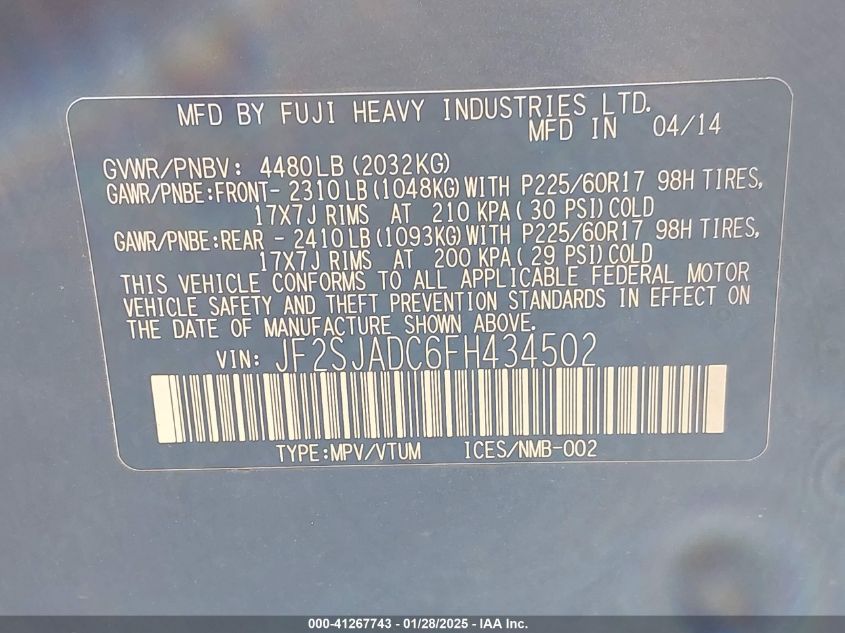 MFD BY FUJI HEAVY INDUSTRIES LTD.
MFD IN 04/14
GVWR/PNBV: 4480LB (2032KG)
GAWR/PNBE:FRONT- 2310 LB (1048KG) WITH P225/60R17 98H TIRES,
17X7J RIMS AT 210 KPA ( 30 PSI) COLD
GAWR/PNBE:REAR - 2410 LB (1093KG) WITH P225/60R17 98H TIRES,
17X7J RIMS AT 200 KPA ( 29 PSI) COLD
THIS VEHICLE CONFORMS TO ALL APPLICABLE FEDERAL MOTOR
VEHICLE SAFETY AND THEFT PREVENTION STANDARDS IN EFFECT ON
THE DATE OF MANUFACTURE SHOWN ABOVE.
VIN: JF2SJADC6FH434502
TYPE:MPV/VTUM ICES/NMB-002
000-41267743 / 01/28/2025 - IAA Inc.